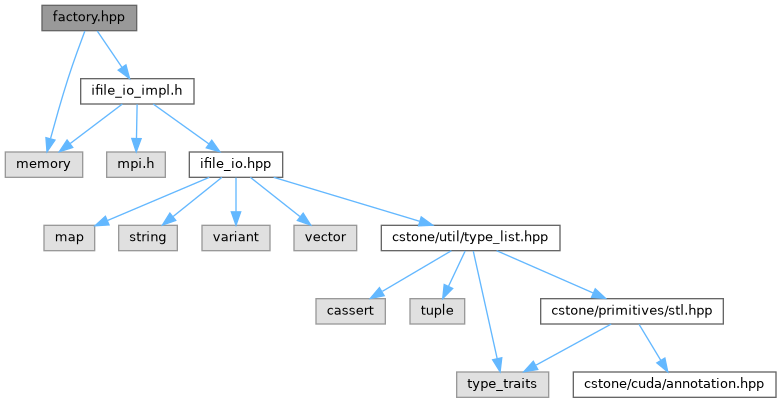 factory.hpp
ifile_io_impl.h
memory
mpi.h
ifile_io.hpp
map
string
variant
vector
cstone/util/type_list.hpp
cassert
tuple
cstone/primitives/stl.hpp
type_traits
cstone/cuda/annotation.hpp